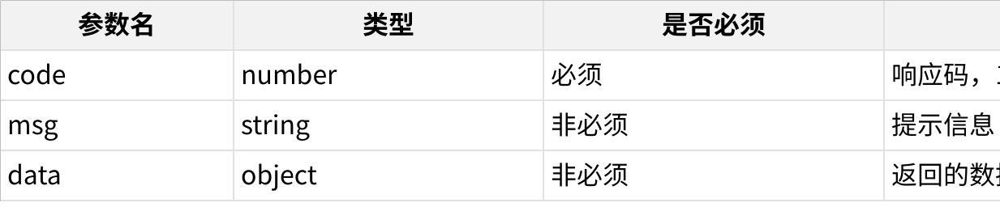 参数名 类型 是否必须
code number 必须 响应码，
msg string 非必须 提示信息
data object 非必须 返回的数